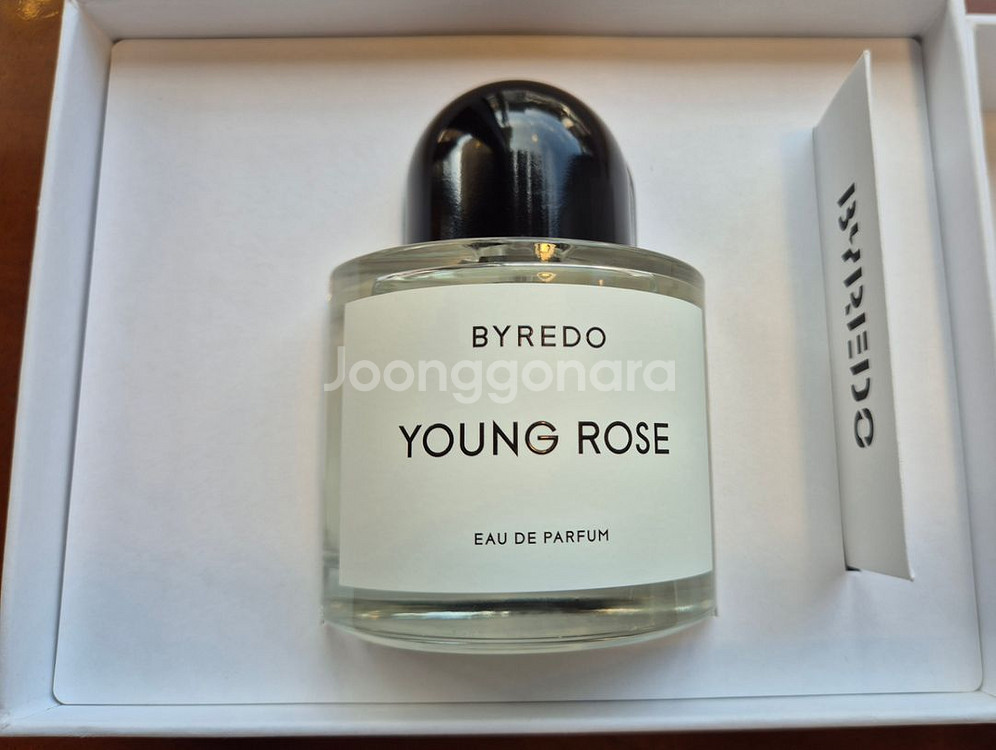 BYREDO
Joonggonara
YOUNG ROSE
EAU DE PARFUM
BYREDO